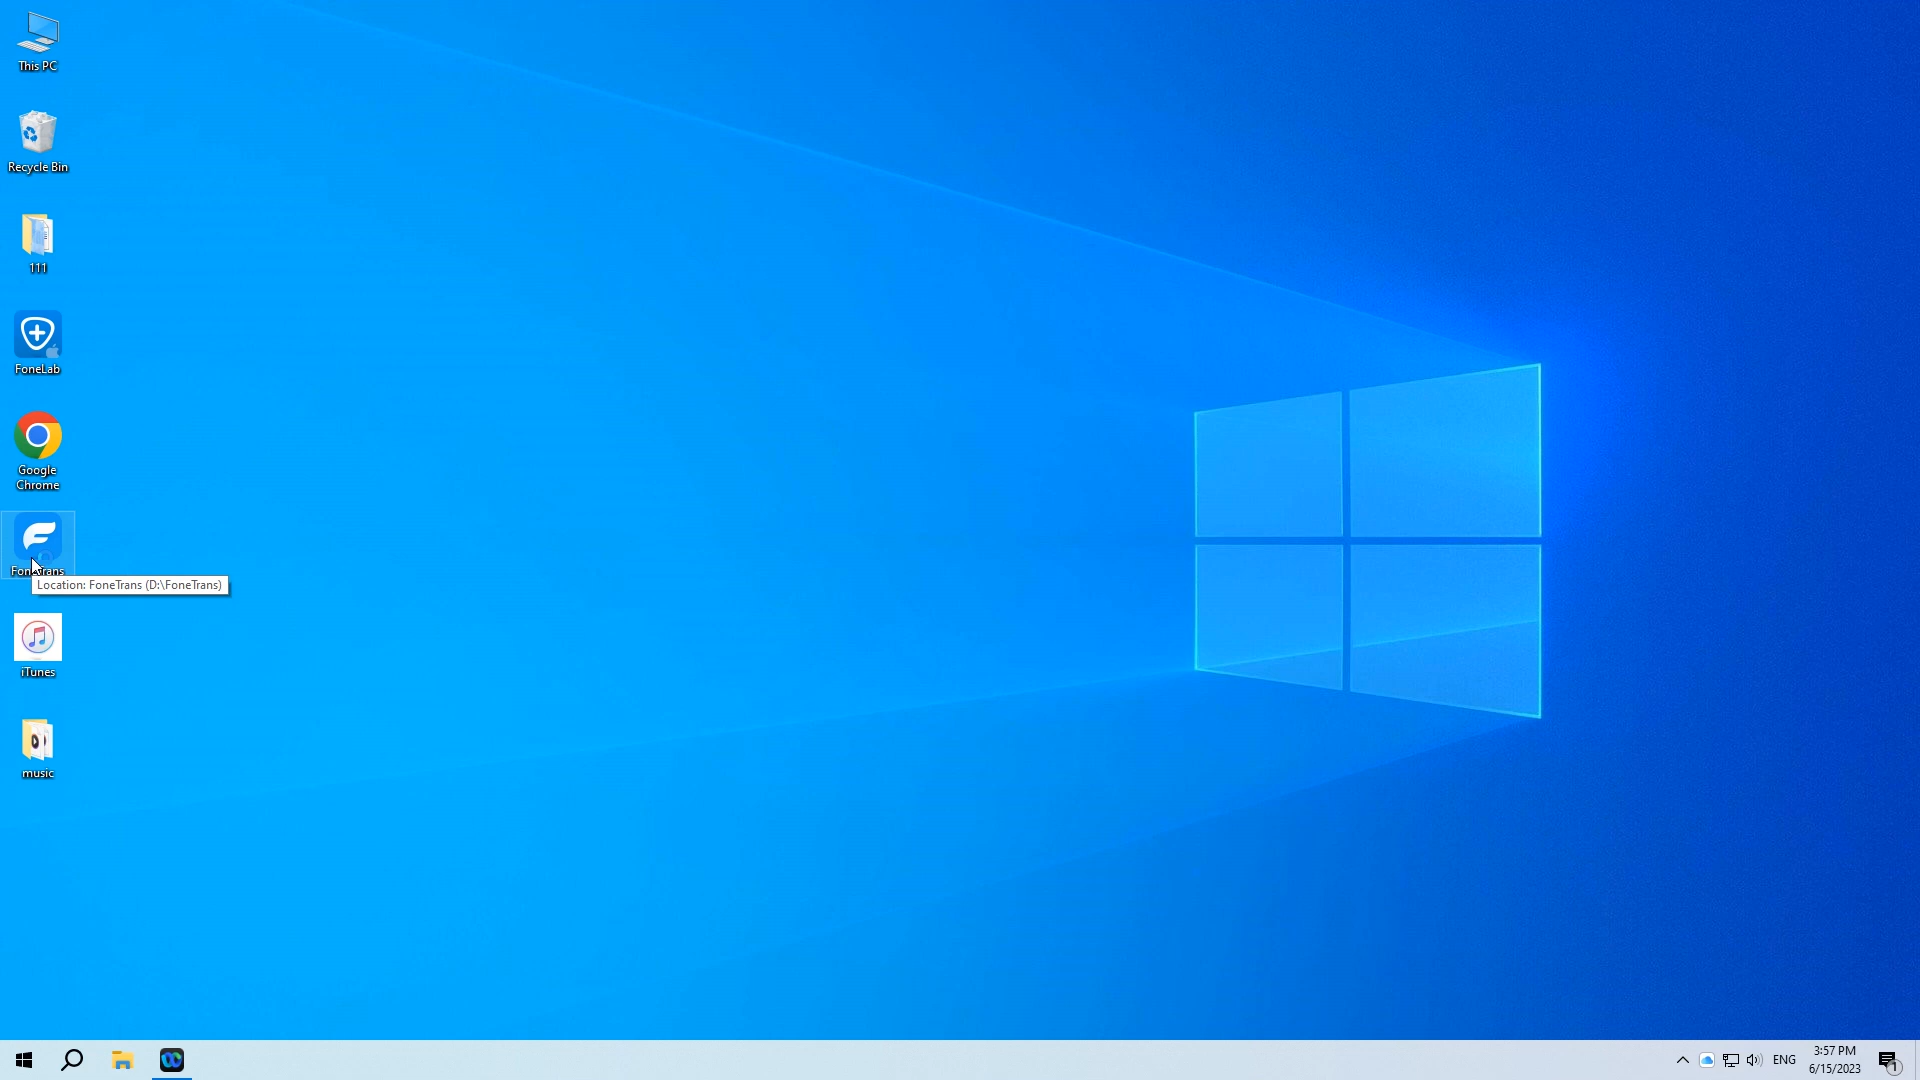 This PC
Recycle Bin
111
FoneLab
Google
Chrome
FoneTrans
Location: FoneTrans (D:\FoneTrans)
iTunes
music
ENG
3:57 PM
6/15/2023
1